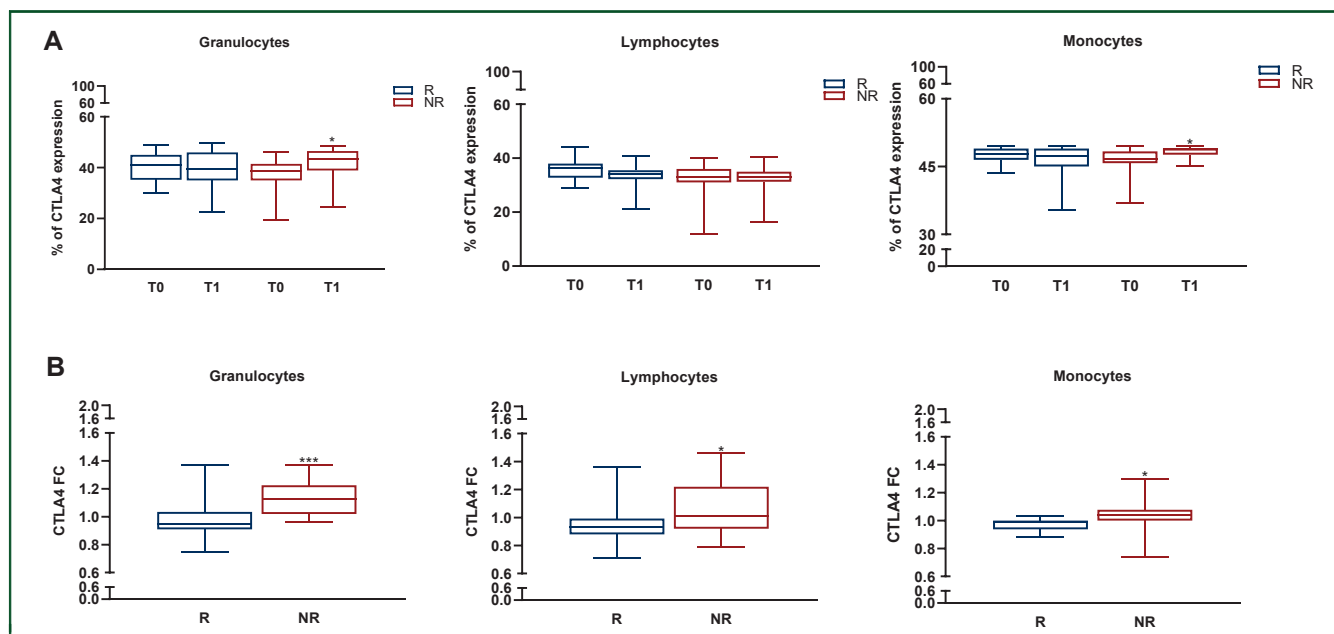 A
Granulocytes
% of CTLA4 expression
100
60
60
40
20
0
*
T0 T1 T0 T1
R
NR
Lymphocytes
% of CTLA4 expression
100
60
40
20
0
T0 T1 T0 T1
R
NR
Monocytes
% of CTLA4 expression
100
60
60
45
30
20
0
*
T0 T1 T0 T1
R
NR
B
Granulocytes
CTLA4 FC
2.0
1.6
1.6
1.4
1.2
1.0
0.8
0.6
0.6
0.0
***
R NR
Lymphocytes
CTLA4 FC
2.0
1.6
1.6
1.4
1.2
1.0
0.8
0.6
0.6
0.0
*
R NR
Monocytes
CTLA4 FC
2.0
1.6
1.6
1.4
1.2
1.0
0.8
0.6
0.6
0.0
*
R NR